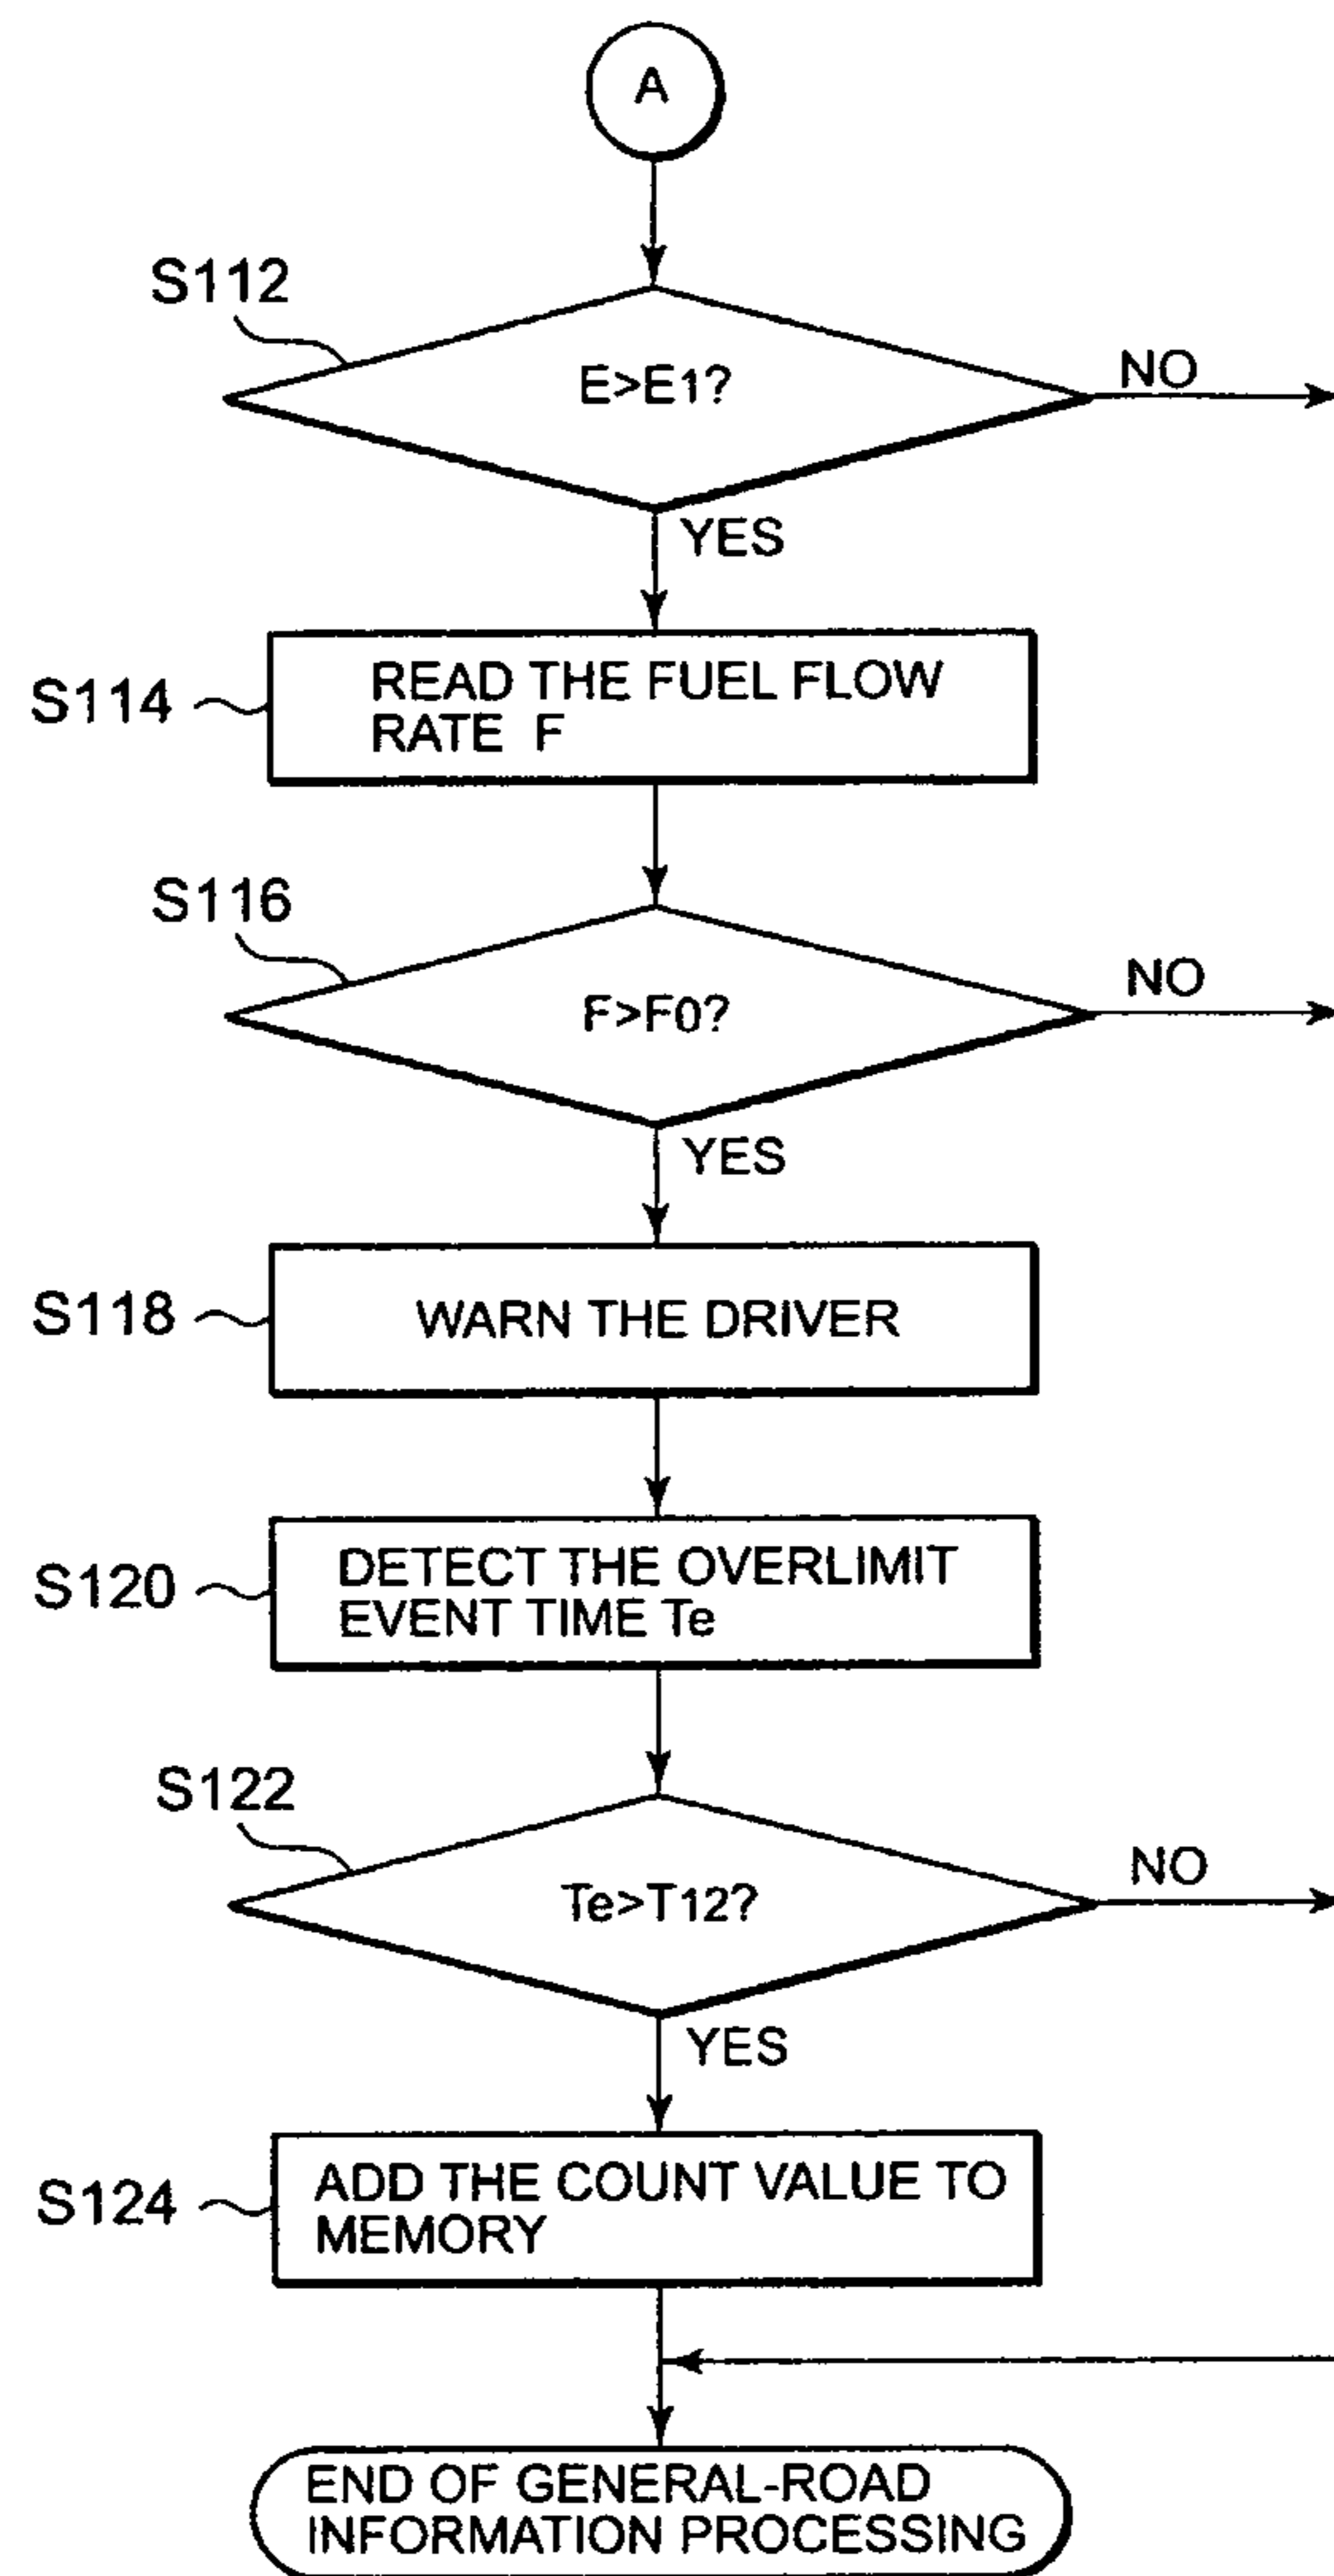 A
S112
E>E1?
NO
YES
S114
READ THE FUEL FLOW
RATE F
S116
F>F0?
NO
YES
S118
WARN THE DRIVER
S120
DETECT THE OVERLIMIT
EVENT TIME Te
S122
Te>T12?
NO
YES
S124
ADD THE COUNT VALUE TO
MEMORY
END OF GENERAL-ROAD
INFORMATION PROCESSING